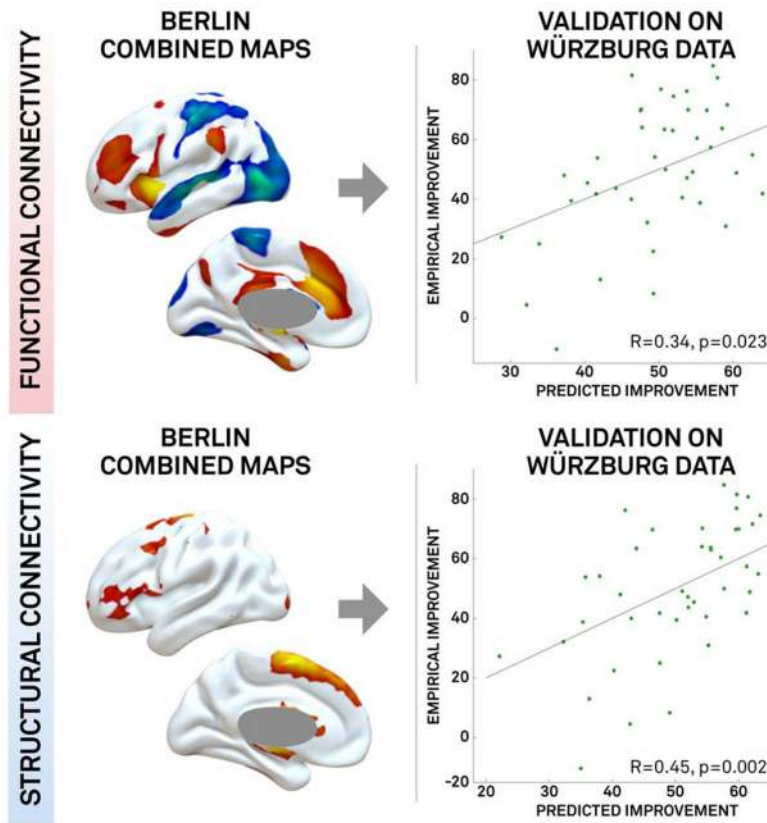 FUNCTIONAL CONNECTIVITY
BERLIN
COMBINED MAPS
VALIDATION ON
WÜRZBURG DATA
EMPIRICAL IMPROVEMENT
80
60
40
20
0
R=0.34, p=0.023
30 40 50 60
PREDICTED IMPROVEMENT
STRUCTURAL CONNECTIVITY
BERLIN
COMBINED MAPS
VALIDATION ON
WÜRZBURG DATA
EMPIRICAL IMPROVEMENT
80
60
40
20
0
-20
R=0.45, p=0.002
20 30 40 50 60
PREDICTED IMPROVEMENT